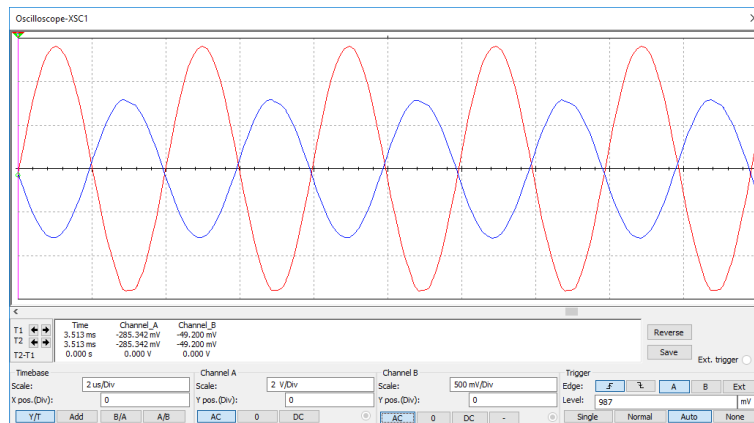 Oscilloscope-XSC1
Time Channel_A Channel_B
T1 3.513 ms -285.342 mV -49.200 mV
T2 3.513 ms -285.342 mV -49.200 mV
T2-T1 0.000 s 0.000 V 0.000 V
Reverse
Save
Ext. trigger
Timebase Channel A Channel B Trigger
Scale: 2 us/Div Scale: 2 V/Div Scale: 500 mV/Div Edge: A B Ext
X pos.(Div): 0 Y pos.(Div): 0 Y pos.(Div): 0 Level: 987 mV
Y/T Add B/A A/B AC 0 DC AC 0 DC - Single Normal Auto None